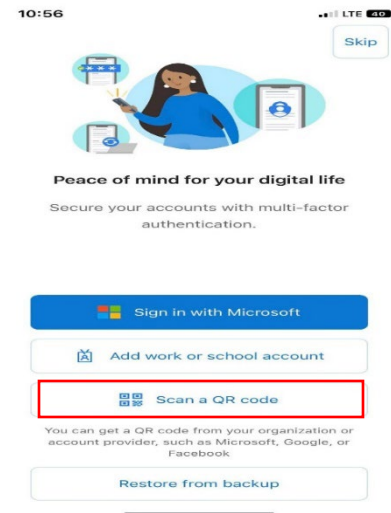 10:56
LTE 40
Skip
Peace of mind for your digital life
Secure your accounts with multi-factor
authentication.
Sign in with Microsoft
Add work or school account
Scan a QR code
You can get a QR code from your organization or
account provider, such as Microsoft, Google, or
Facebook
Restore from backup